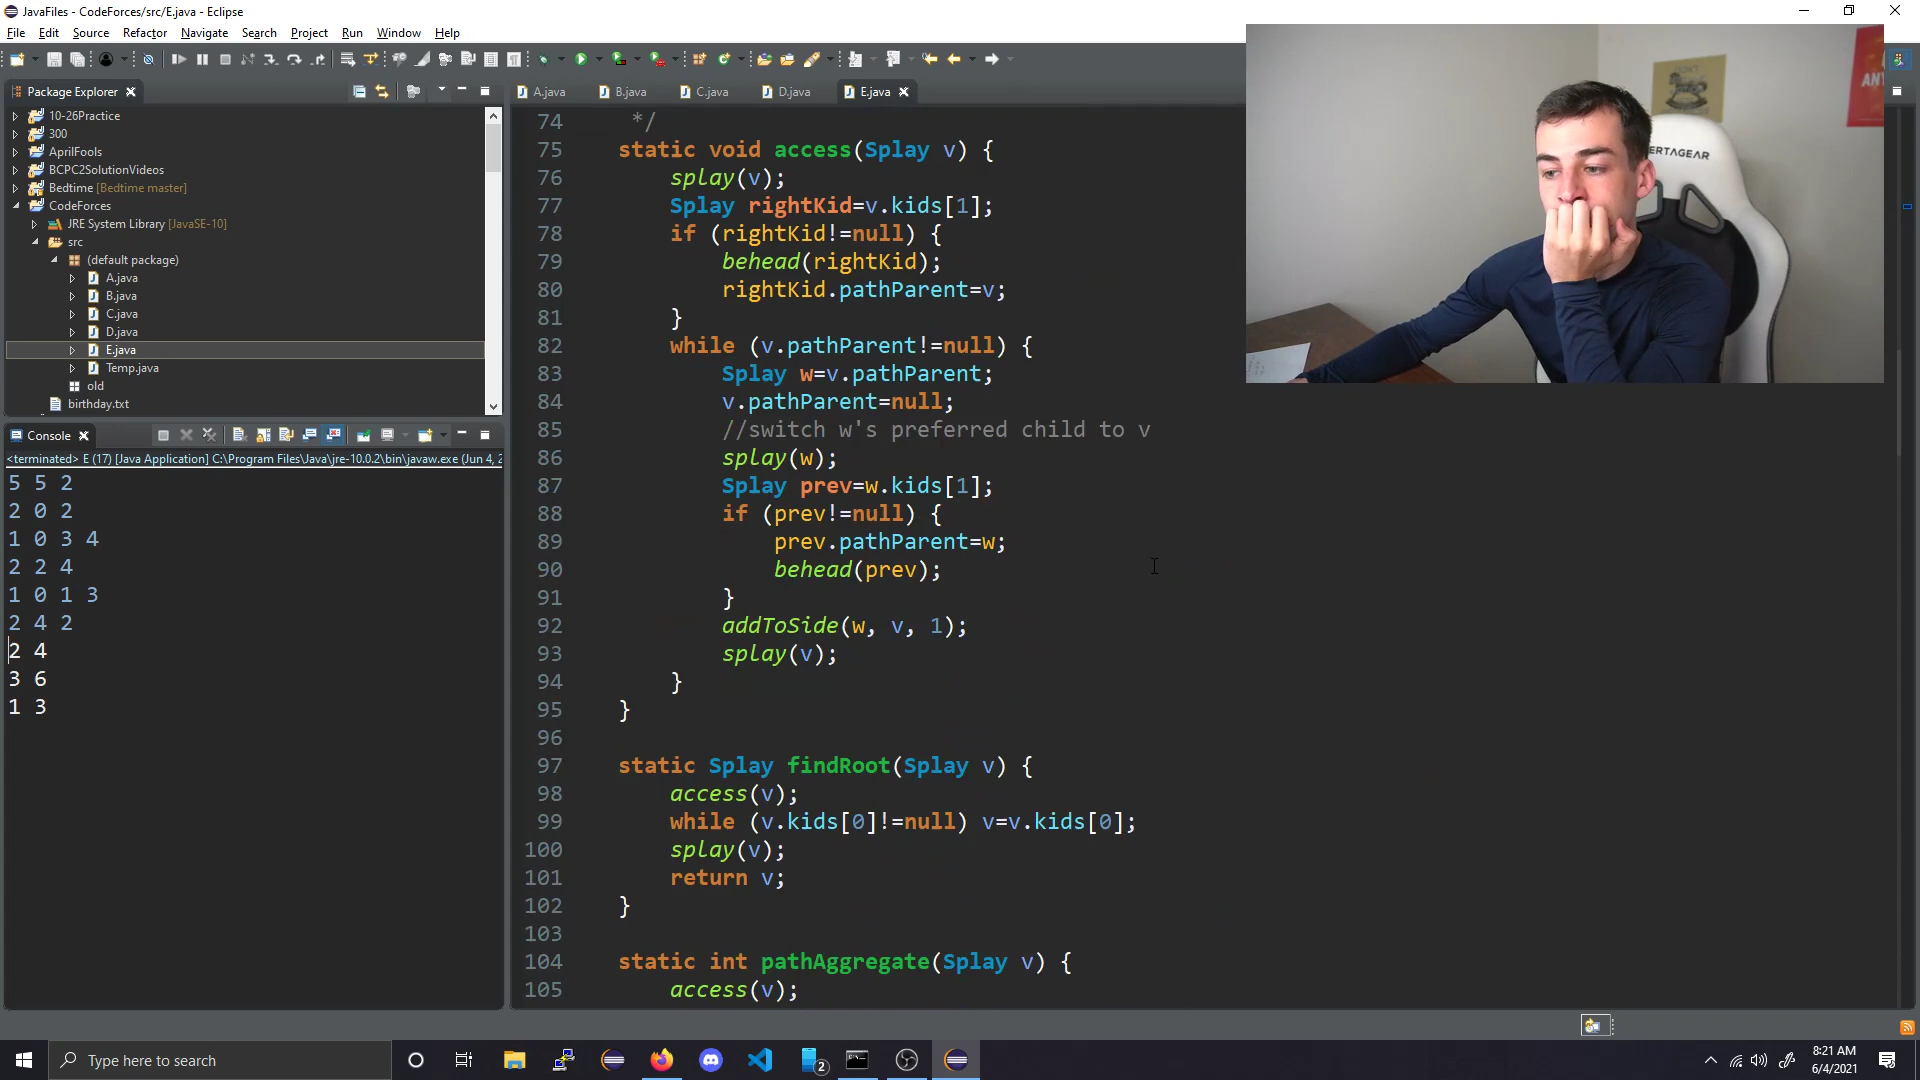 JavaFiles - CodeForces/src/E.java - Eclipse
File Edit Source Refactor Navigate Search Project Run Window Help
Package Explorer
10-26Practice
300
AprilFools
BCPC2SolutionVideos
Bedtime [Bedtime master]
CodeForces
JRE System Library [JavaSE-10]
src
(default package)
A.java
B.java
C.java
D.java
E.java
Temp.java
old
birthday.txt
Console
<terminated> E (17) [Java Application] C:\Program Files\Java\jre-10.0.2\bin\javaw.exe (Jun 4, 2
5 5 2
2 0 2
1 0 3 4
2 2 4
1 0 1 3
2 4 2
2 4
3 6
1 3
A.java B.java C.java D.java E.java
74 */
75 static void access(Splay v) {
76 splay(v);
77 Splay rightKid=v.kids[1];
78 if (rightKid!=null) {
79 behead(rightKid);
80 rightKid.pathParent=v;
81 }
82 while (v.pathParent!=null) {
83 Splay w=v.pathParent;
84 v.pathParent=null;
85 //switch w's preferred child to v
86 splay(w);
87 Splay prev=w.kids[1];
88 if (prev!=null) {
89 prev.pathParent=w;
90 behead(prev);
91 }
92 addToSide(w, v, 1);
93 splay(v);
94 }
95 }
96
97 static Splay findRoot(Splay v) {
98 access(v);
99 while (v.kids[0]!=null) v=v.kids[0];
100 splay(v);
101 return v;
102 }
103
104 static int pathAggregate(Splay v) {
105 access(v);
ERTAGEAR
ANY
Type here to search
2
8:21 AM
6/4/2021